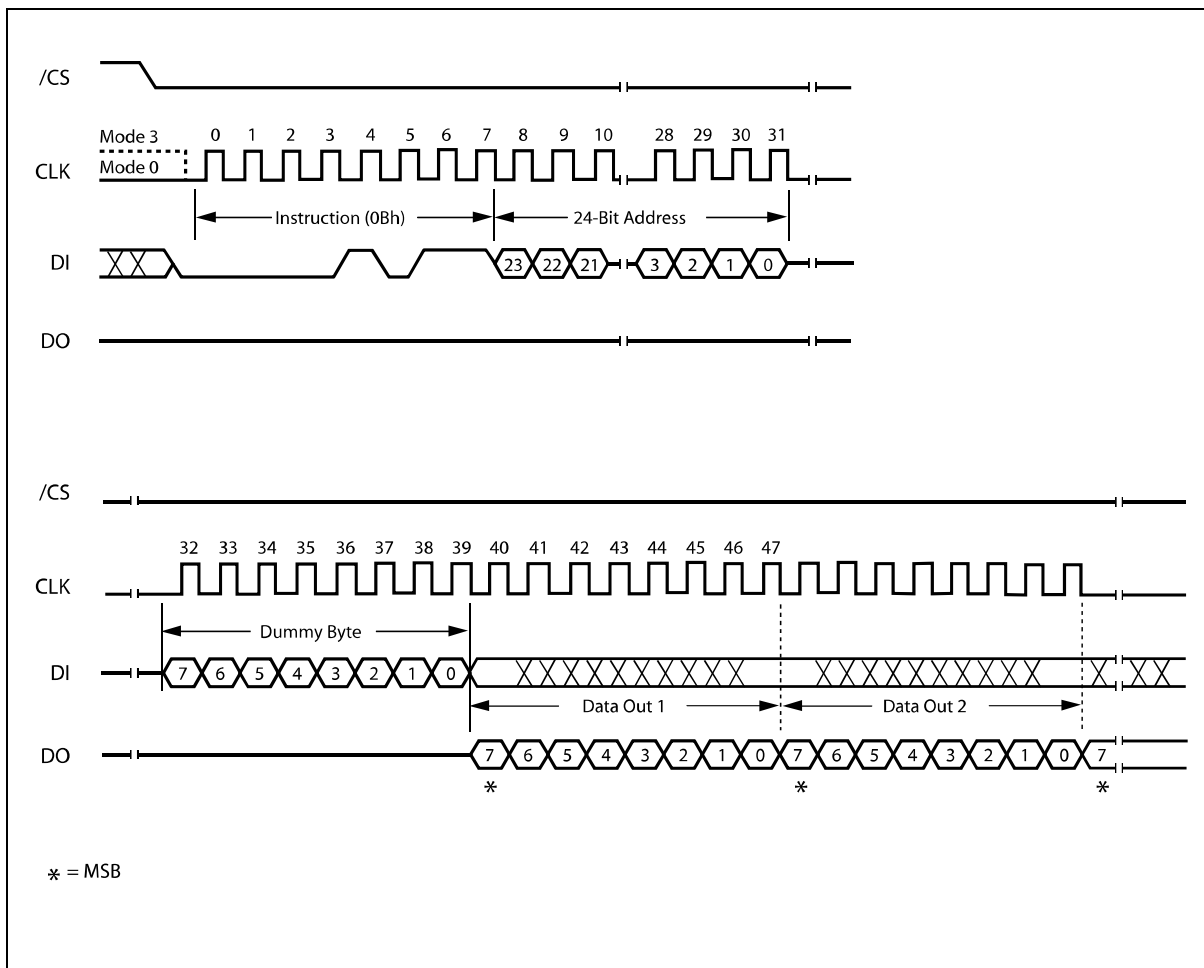 /CS
Mode 3
0 1 2 3 4 5 6 7 8 9 10 28 29 30 31
Mode 0
CLK
Instruction (0Bh) 24-Bit Address
DI
23 22 21 3 2 1 0
DO
/CS
32 33 34 35 36 37 38 39 40 41 42 43 44 45 46 47
CLK
Dummy Byte
DI
7 6 5 4 3 2 1 0
Data Out 1 Data Out 2
DO
7 6 5 4 3 2 1 0 7 6 5 4 3 2 1 0 7
* * *
* = MSB